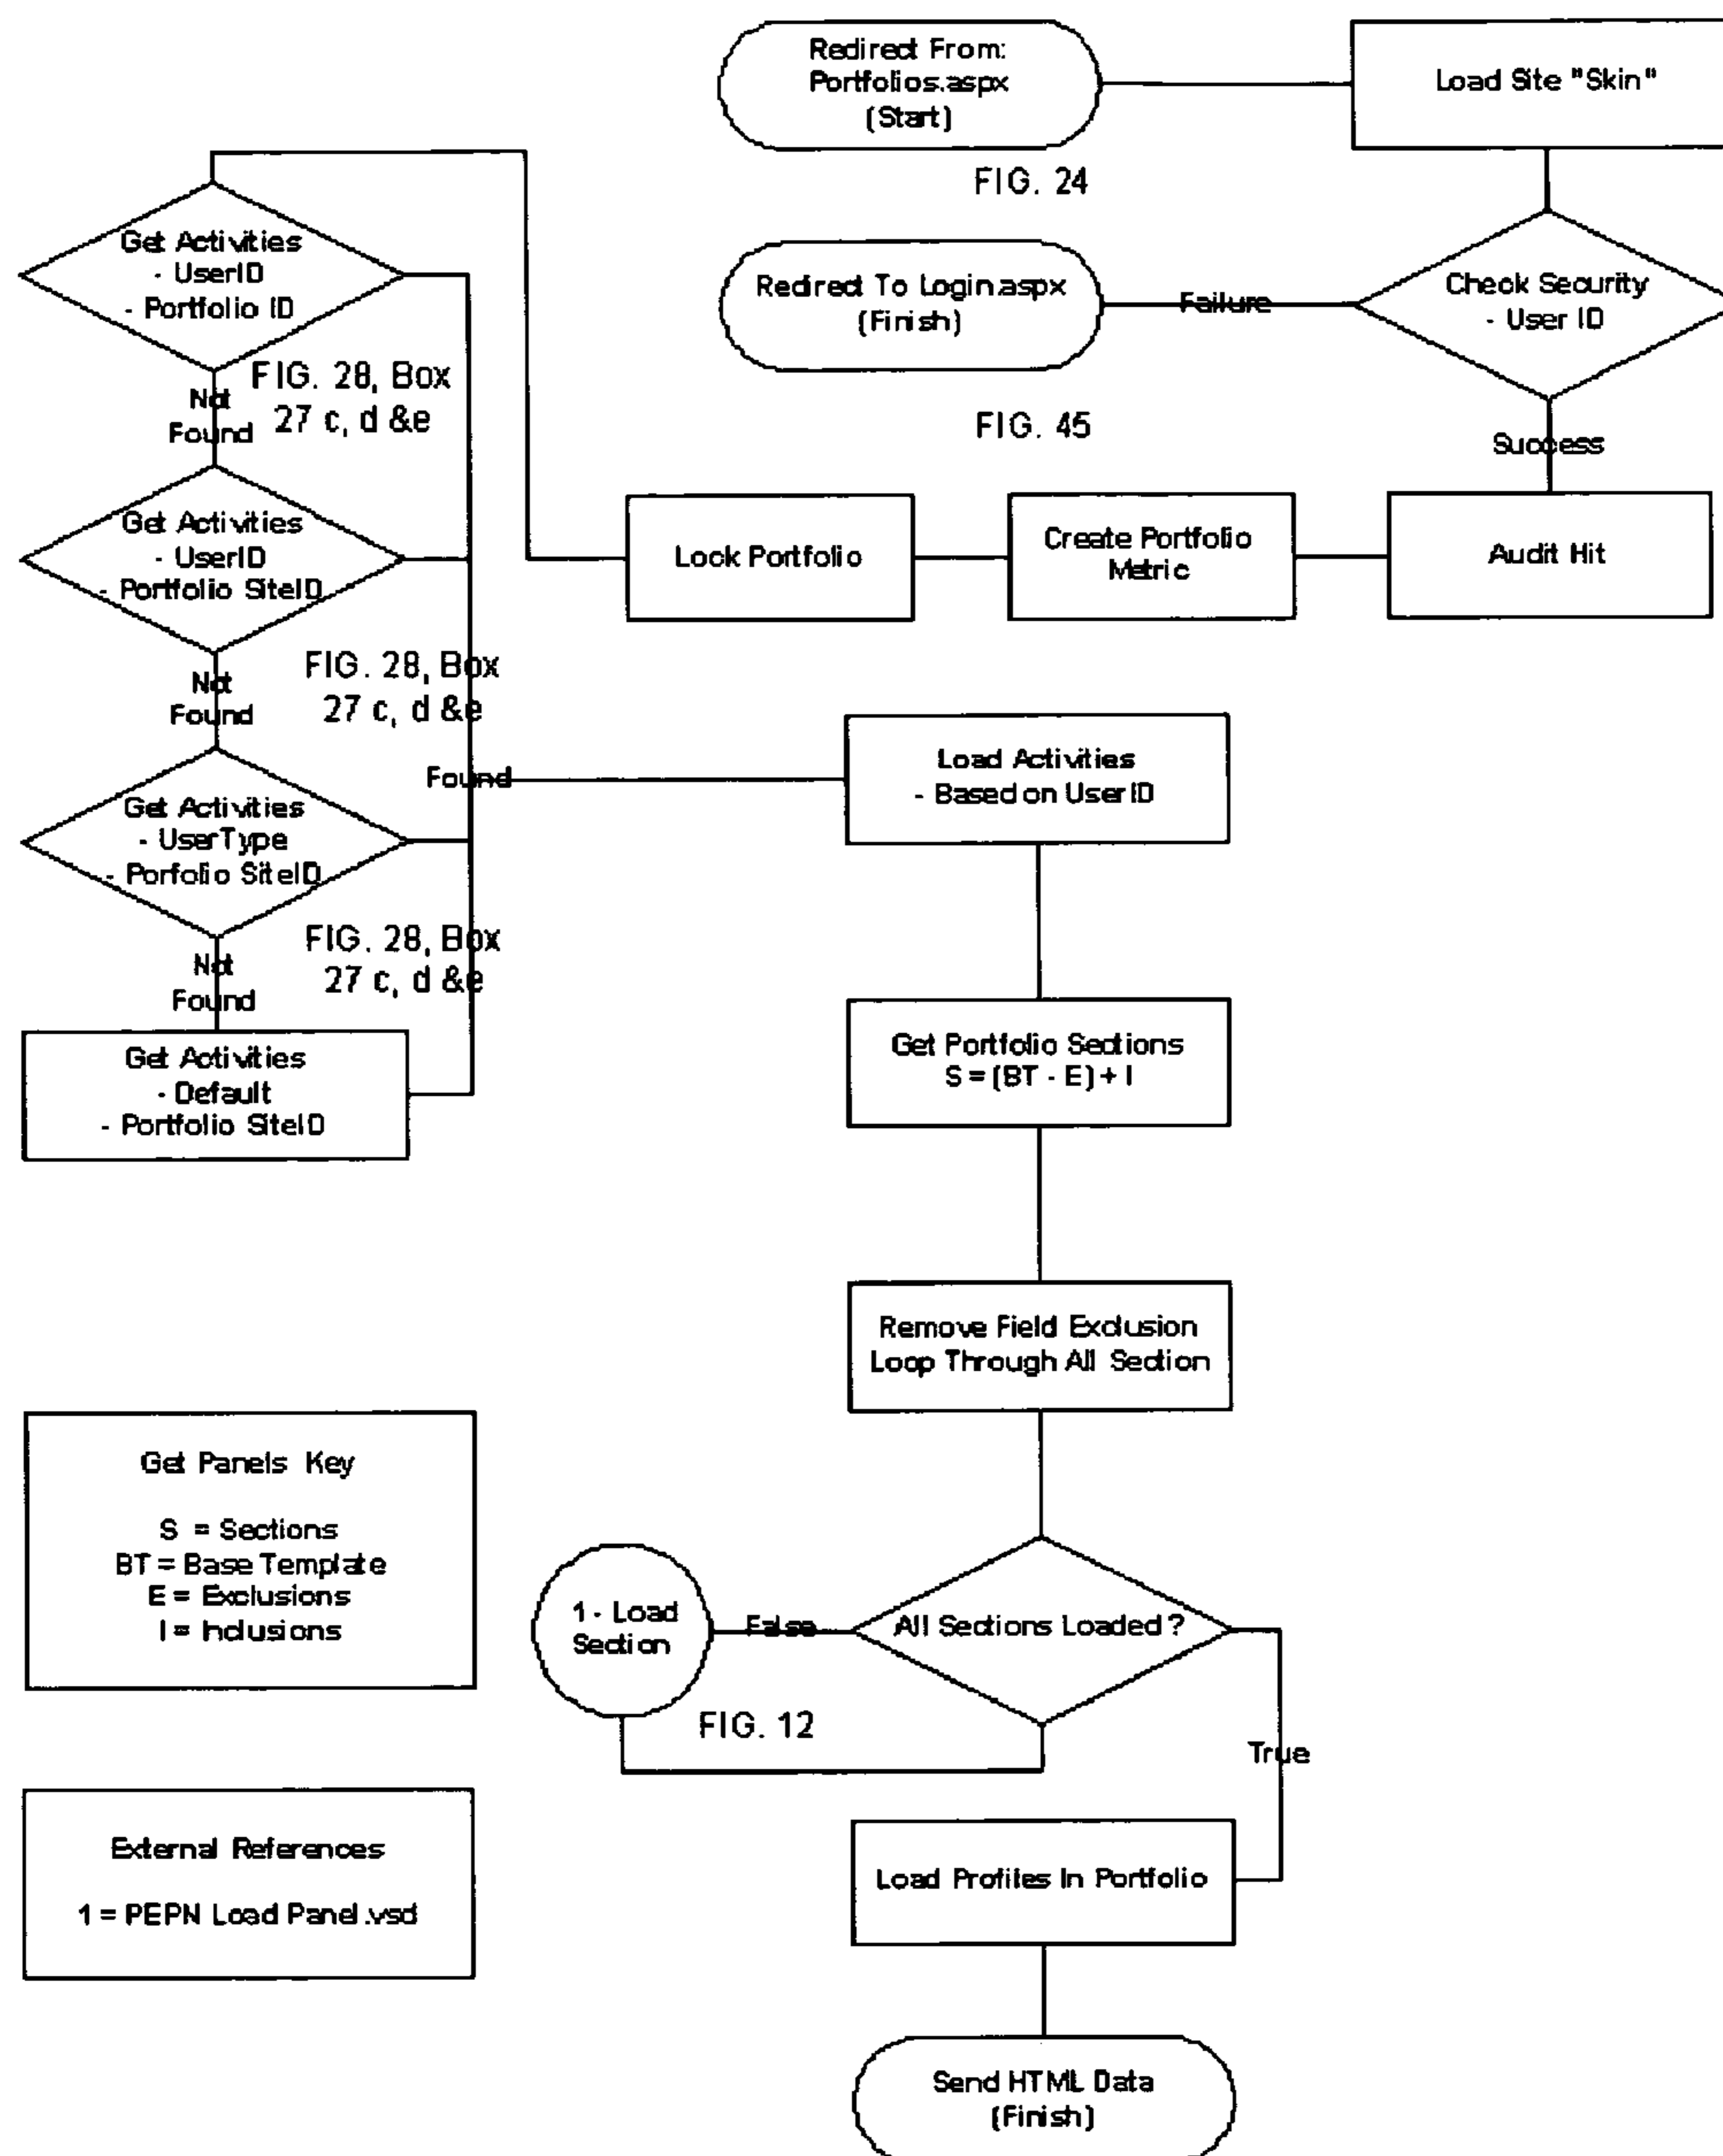 Redirect From:
Portfolios.aspx
(Start)
Load Site "Skin"
FIG. 24
Get Activities
- UserID
- Portfolio ID
Redirect To Login.aspx
(Finish)
Failure
Check Security
- User ID
FIG. 28, Box
27 c, d &e
Not
Found
FIG. 45
Success
Get Activities
- UserID
- Portfolio SiteID
Lock Portfolio
Create Portfolio
Metric
Audit Hit
FIG. 28, Box
27 c, d &e
Not
Found
Found
Load Activities
- Based on UserID
Get Activities
- UserType
- Porfolio SiteID
FIG. 28, Box
27 c, d &e
Not
Found
Get Activities
- Default
- Portfolio SiteID
Get Portfolio Sections
S = (BT - E) + I
Remove Field Exclusion
Loop Through All Section
Get Panels Key
S = Sections
BT = Base Template
E = Exclusions
I = Inclusions
1 - Load
Section
False
All Sections Loaded?
FIG. 12
True
External References
1 = PEPN Load Panel.vsd
Load Profiles In Portfolio
Send HTML Data
(Finish)